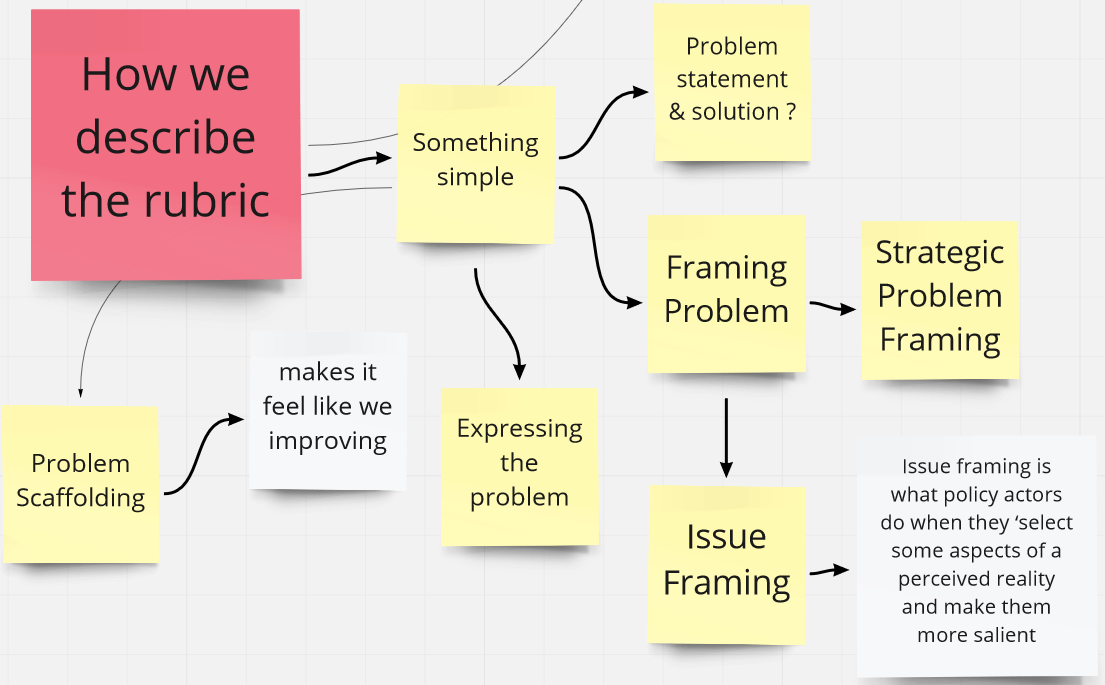 How we
describe
the rubric
Something
simple
Problem
statement
& solution ?
Framing
Problem
Strategic
Problem
Framing
makes it
feel like we
improving
Expressing
the
problem
Problem
Scaffolding
Issue
Framing
Issue framing is
what policy actors
do when they ‘select
some aspects of a
perceived reality
and make them
more salient